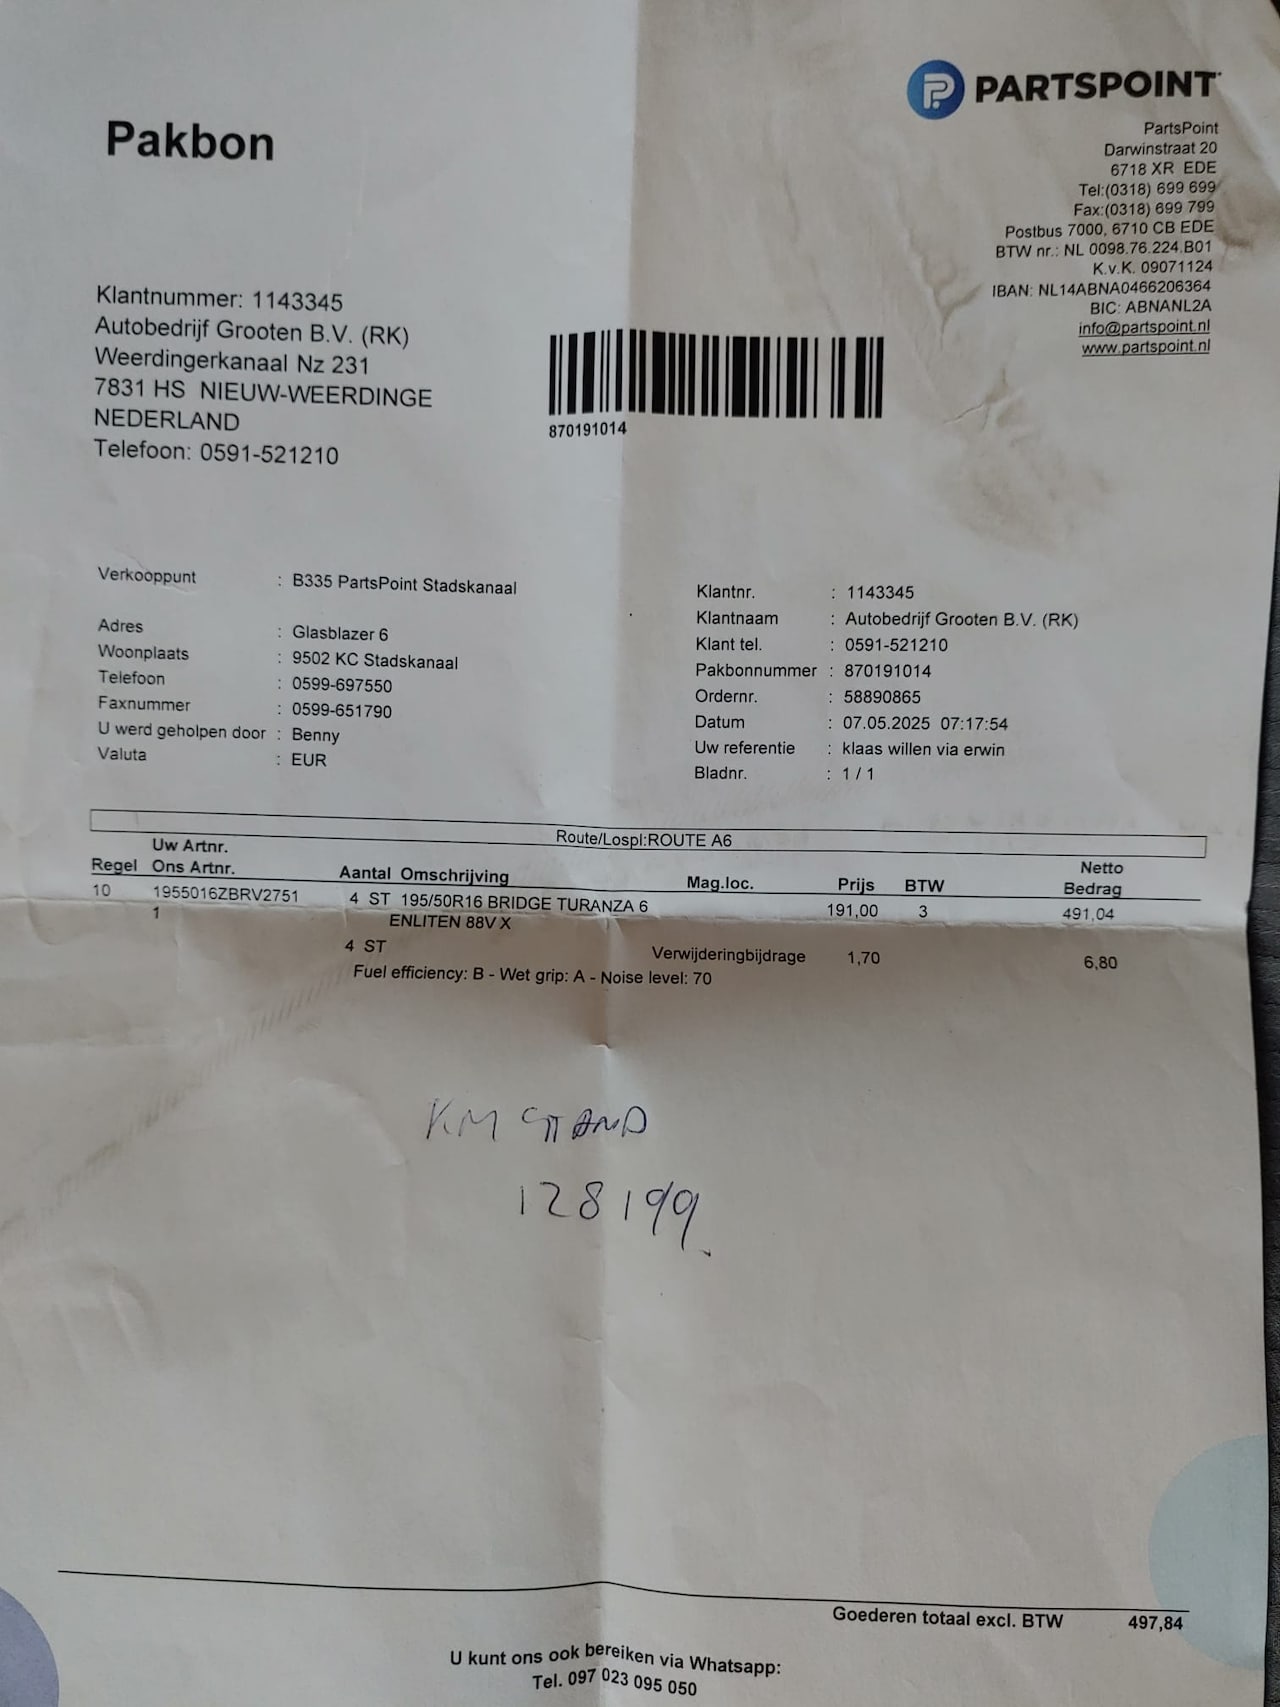 PARTSPOINT
Pakbon
PartsPoint
Darwinstraat 20
6718 XR EDE
Tel:(0318) 699 699
Fax:(0318) 699 799
Postbus 7000, 6710 CB EDE
BTW nr.: NL 0098.76.224.B01
K.v.K. 09071124
IBAN: NL14ABNA0466206364
BIC: ABNANL2A
info@partspoint.nl
www.partspoint.nl
Klantnummer: 1143345
Autobedrijf Grooten B.V. (RK)
Weerdingerkanaal Nz 231
7831 HS NIEUW-WEERDINGE
NEDERLAND
Telefoon: 0591-521210
870191014
Verkooppunt : B335 PartsPoint Stadskanaal
Adres : Glasblazer 6
Woonplaats : 9502 KC Stadskanaal
Telefoon : 0599-697550
Faxnummer : 0599-651790
U werd geholpen door : Benny
Valuta : EUR
Klantnr. : 1143345
Klantnaam : Autobedrijf Grooten B.V. (RK)
Klant tel. : 0591-521210
Pakbonnummer : 870191014
Ordernr. : 58890865
Datum : 07.05.2025 07:17:54
Uw referentie : klaas willen via erwin
Bladnr. : 1 / 1
Route/Lospl:ROUTE A6
Uw Artnr.
Regel Ons Artnr. Aantal Omschrijving Mag.loc. Prijs BTW Netto Bedrag
10 1955016ZBRV2751 4 ST 195/50R16 BRIDGE TURANZA 6 191,00 3 491,04
1 ENLITEN 88V X
4 ST Verwijderingbijdrage 1,70 6,80
Fuel efficiency: B - Wet grip: A - Noise level: 70
KM STAND
128199
Goederen totaal excl. BTW 497,84
U kunt ons ook bereiken via Whatsapp:
Tel. 097 023 095 050